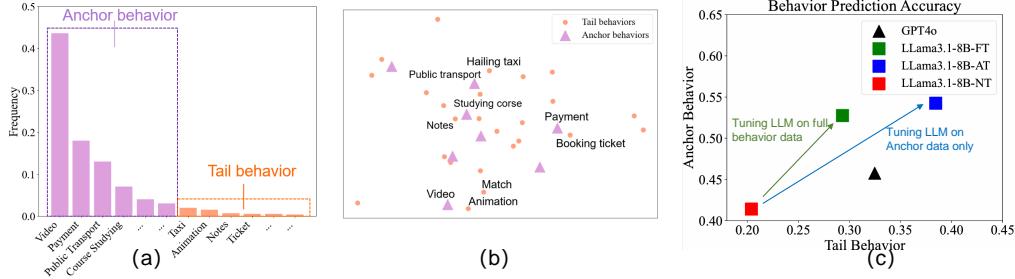 Anchor behavior
0.5
0.4
0.3
0.2
0.1
0.0
Frequency
Tail behavior
Video
Payment
Public Transport
Course Studying
...
...
Taxi
Animation
Notes
Ticket
...
...
(a)
Tail behaviors
Anchor behaviors
Hailing taxi
Public transport
Studying corse
Notes
Payment
Booking ticket
Match
Video
Animation
(b)
Behavior Prediction Accuracy
0.65
0.60
0.55
0.50
0.45
0.40
Anchor Behavior
GPT4o
LLama3.1-8B-FT
LLama3.1-8B-AT
LLama3.1-8B-NT
Tuning LLM on full
behavior data
Tuning LLM on
Anchor data only
0.20
0.25
0.30
0.35
0.40
0.45
Tail Behavior
(c)